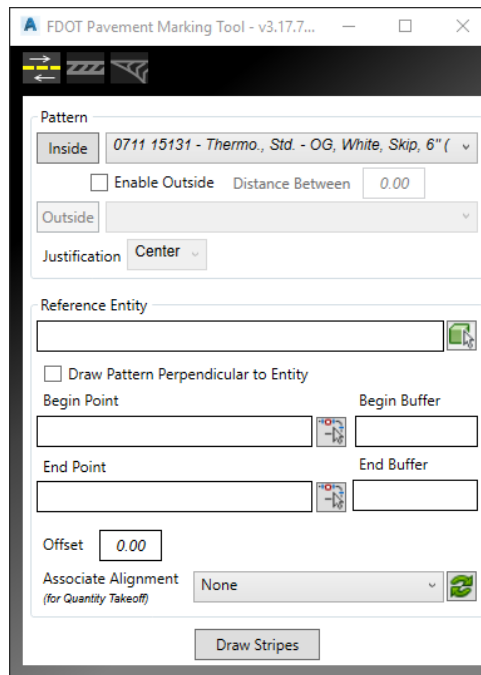 FDOT Pavement Marking Tool - v3.17.7...
Pattern
Inside
0711 15131 - Thermo., Std. - OG, White, Skip, 6" (
Enable Outside
Distance Between
0.00
Outside
Justification
Center
Reference Entity
Draw Pattern Perpendicular to Entity
Begin Point
Begin Buffer
End Point
End Buffer
Offset
0.00
Associate Alignment
(for Quantity Takeoff)
None
Draw Stripes